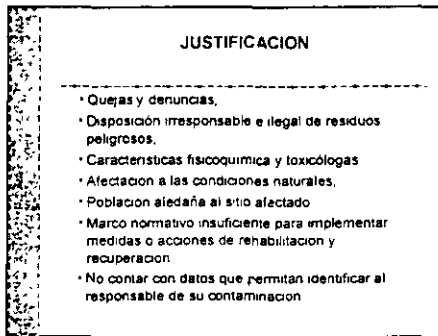 JUSTIFICACION
• Quejas y denuncias,
• Disposición irresponsable e ilegal de residuos
peligrosos,
• Caracteristicas fisicoquimica y toxicólogas
• Afectacion a las condiciones naturales,
• Poblacion aledaña al sitio afectado
• Marco normativo insuficiente para implementar
medidas o acciones de rehabilitacion y
recuperacion
• No contar con datos que permitan identificar al
responsable de su contaminacion